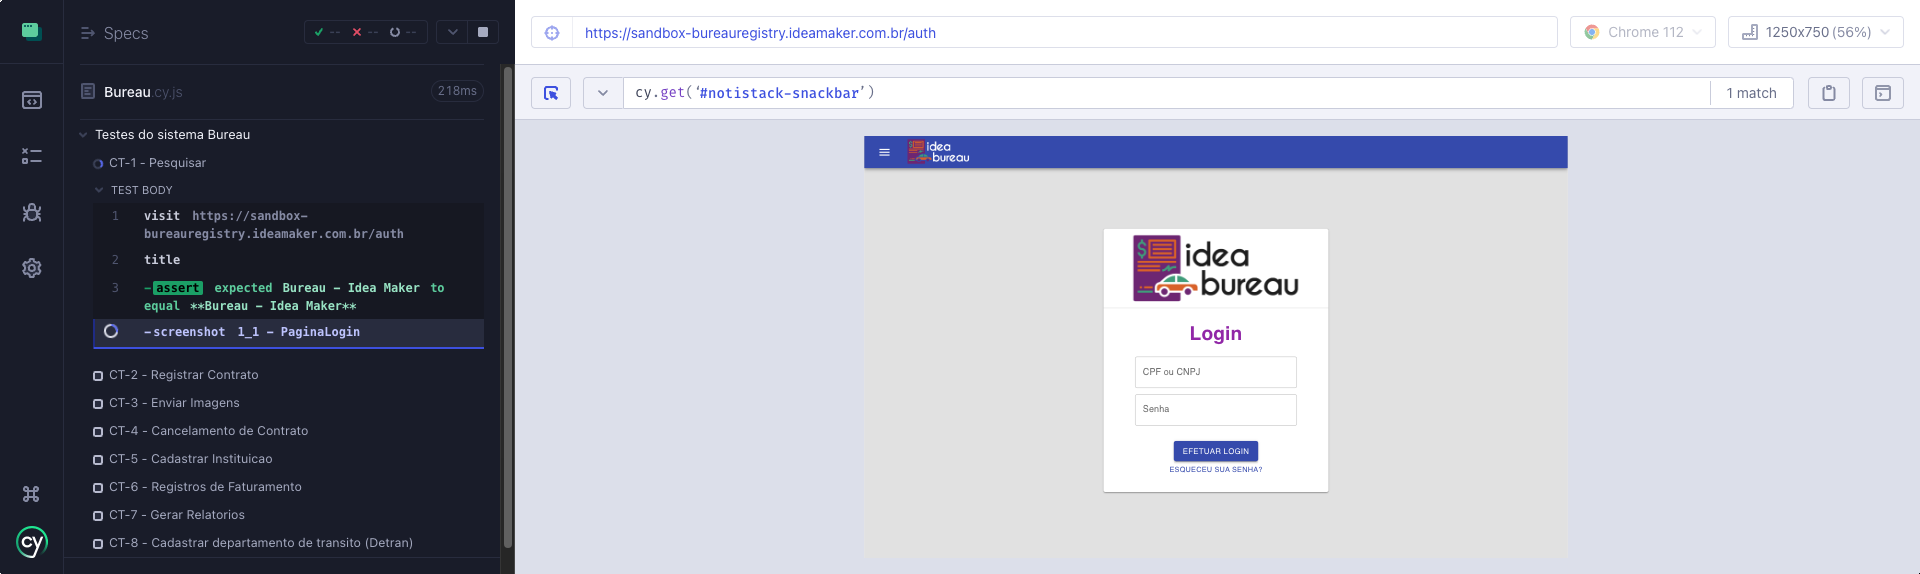 Specs
-- -- --
Bureau.cy.js 218ms
Testes do sistema Bureau
CT-1 - Pesquisar
TEST BODY
1 visit https://sandbox-
bureauregistry.ideamaker.com.br/auth
2 title
3 -assert expected Bureau - Idea Maker to
equal **Bureau - Idea Maker**
-screenshot 1_1 - PaginaLogin
CT-2 - Registrar Contrato
CT-3 - Enviar Imagens
CT-4 - Cancelamento de Contrato
CT-5 - Cadastrar Instituicao
CT-6 - Registros de Faturamento
CT-7 - Gerar Relatorios
CT-8 - Cadastrar departamento de transito (Detran)
cy
https://sandbox-bureauregistry.ideamaker.com.br/auth
Chrome 112
1250x750 (56%)
cy.get('#notistack-snackbar')
1 match
idea
bureau
idea
bureau
Login
CPF ou CNPJ
Senha
EFETUAR LOGIN
ESQUECEU SUA SENHA?